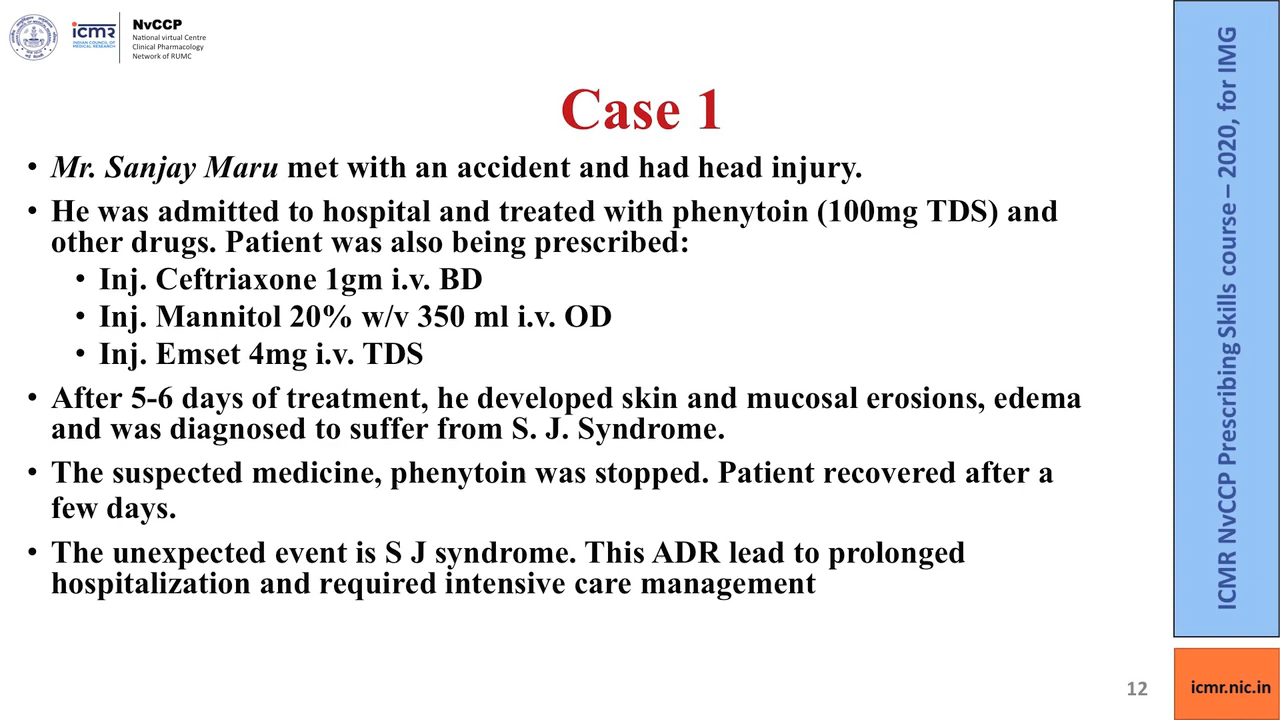 icmr
INDIAN COUNCIL OF
MEDICAL RESEARCH
NvCCP
National virtual Centre
Clinical Pharmacology
Network of RUMC
Case 1
• Mr. Sanjay Maru met with an accident and had head injury.
• He was admitted to hospital and treated with phenytoin (100mg TDS) and
other drugs. Patient was also being prescribed:
• Inj. Ceftriaxone 1gm i.v. BD
• Inj. Mannitol 20% w/v 350 ml i.v. OD
• Inj. Emset 4mg i.v. TDS
• After 5-6 days of treatment, he developed skin and mucosal erosions, edema
and was diagnosed to suffer from S. J. Syndrome.
• The suspected medicine, phenytoin was stopped. Patient recovered after a
few days.
• The unexpected event is S J syndrome. This ADR lead to prolonged
hospitalization and required intensive care management
ICMR NvCCP Prescribing Skills course – 2020, for IMG
12
icmr.nic.in